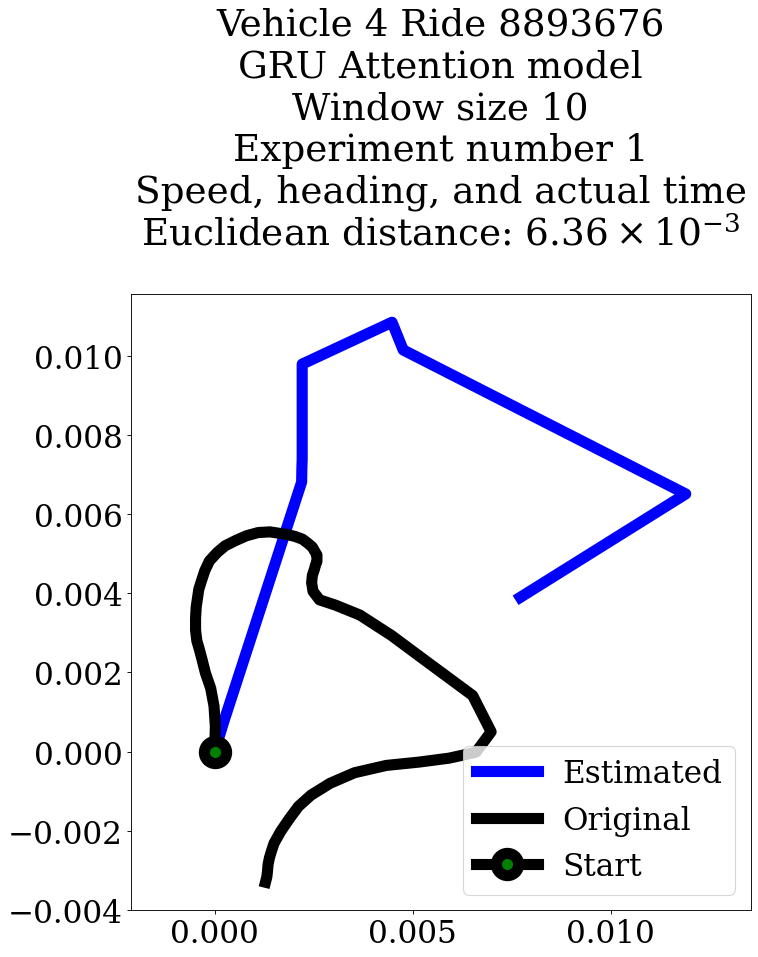 Vehicle 4 Ride 8893676
GRU Attention model
Window size 10
Experiment number 1
Speed, heading, and actual time
Euclidean distance: 6.36 × 10⁻³
0.010
0.008
0.006
0.004
0.002
0.000
−0.002
−0.004
0.000 0.005 0.010
Estimated
Original
Start